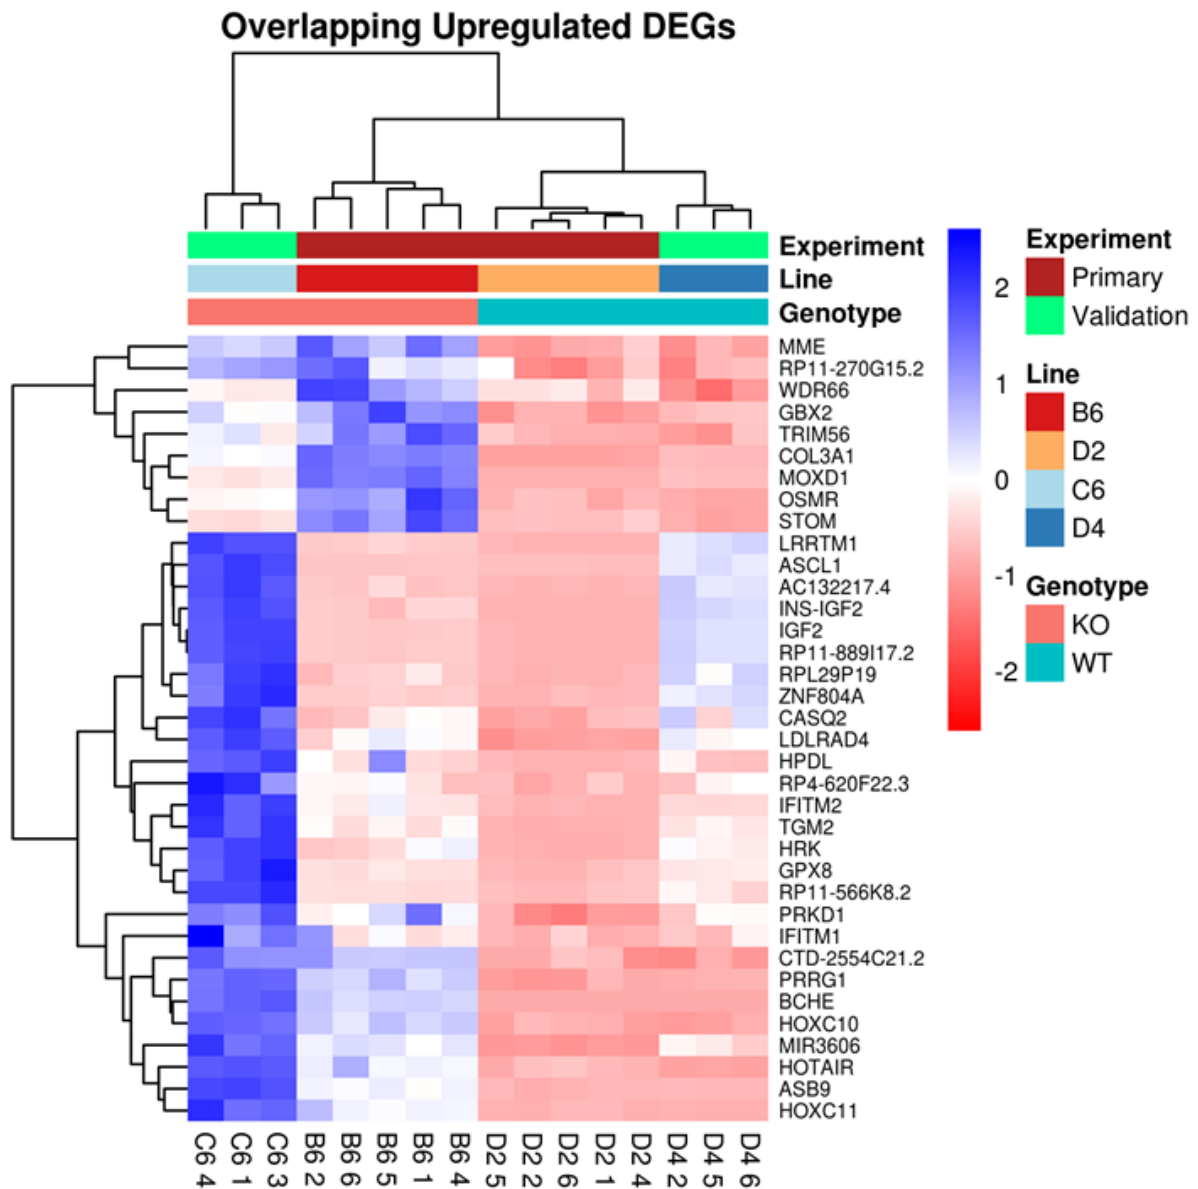 Overlapping Upregulated DEGs
Experiment
Line
Genotype
MME
RP11-270G15.2
WDR66
GBX2
TRIM56
COL3A1
MOXD1
OSMR
STOM
LRRTM1
ASCL1
AC132217.4
INS-IGF2
IGF2
RP11-889I17.2
RPL29P19
ZNF804A
CASQ2
LDLRAD4
HPDL
RP4-620F22.3
IFITM2
TGM2
HRK
GPX8
RP11-566K8.2
PRKD1
IFITM1
CTD-2554C21.2
PRRG1
BCHE
HOXC10
MIR3606
HOTAIR
ASB9
HOXC11
C6 4
C6 1
C6 3
B6 2
B6 6
B6 5
B6 1
B6 4
D2 5
D2 2
D2 6
D2 1
D2 4
D4 2
D4 5
D4 6
2
1
0
-1
-2
Experiment
Primary
Validation
Line
B6
D2
C6
D4
Genotype
KO
WT